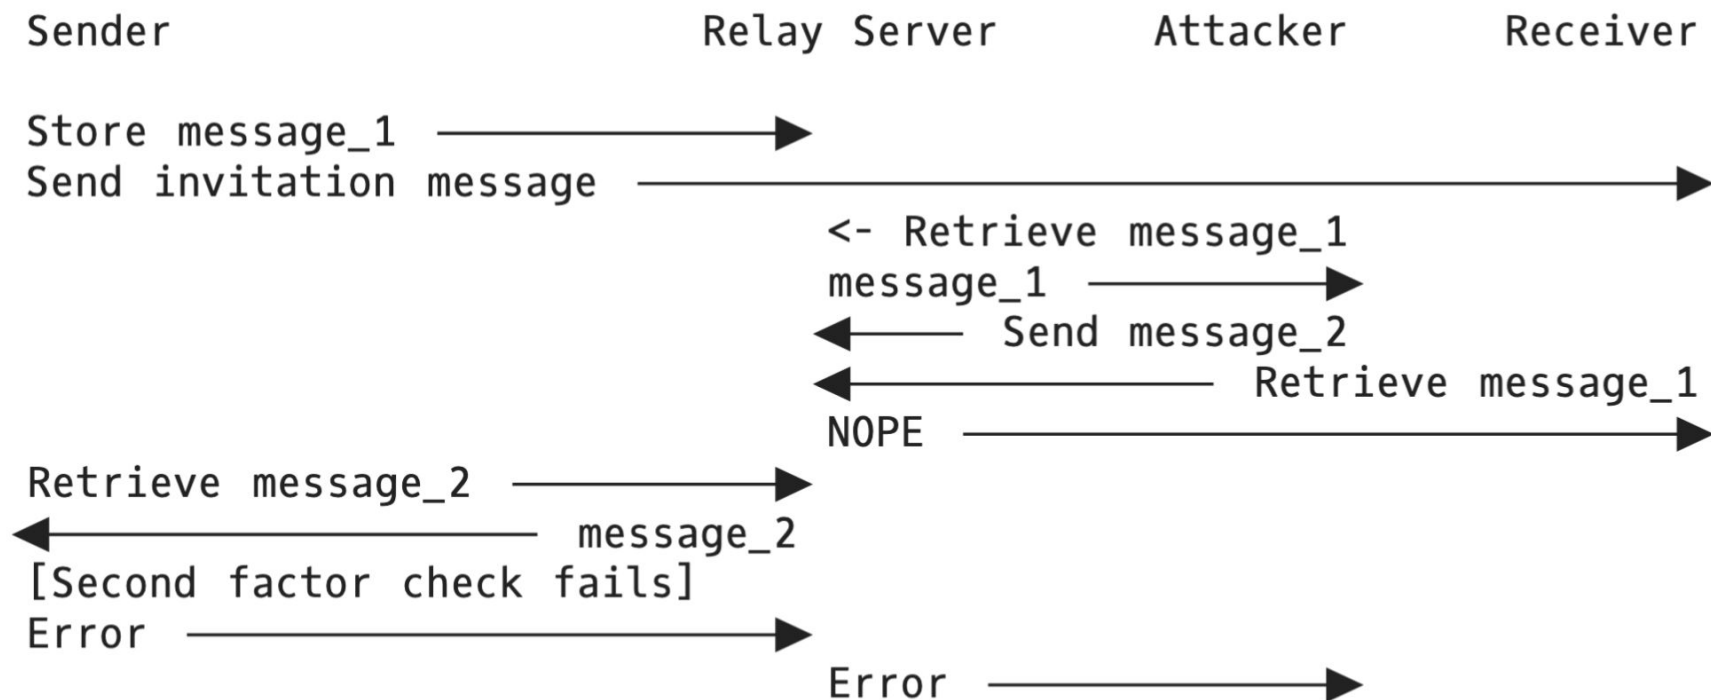 Sender Relay Server Attacker Receiver
Store message_1
Send invitation message
<- Retrieve message_1
message_1
Send message_2
Retrieve message_1
NOPE
Retrieve message_2
message_2
[Second factor check fails]
Error
Error